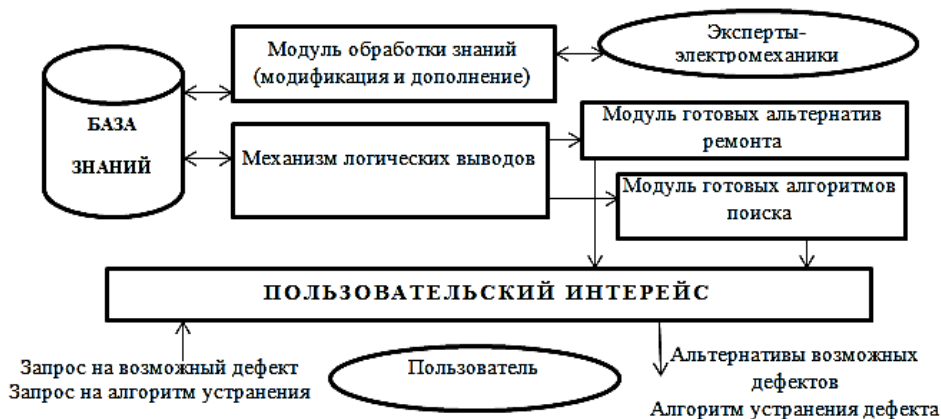 Модуль обработки знаний
(модификация и дополнение)
Эксперты-
электромеханики
БАЗА
ЗНАНИЙ
Механизм логических выводов
Модуль готовых альтернатив
ремонта
Модуль готовых алгоритмов
поиска
ПОЛЬЗОВАТЕЛЬСКИЙ ИНТЕРЕЙС
Запрос на возможный дефект
Запрос на алгоритм устранения
Пользователь
Альтернативы возможных
дефектов
Алгоритм устранения дефекта